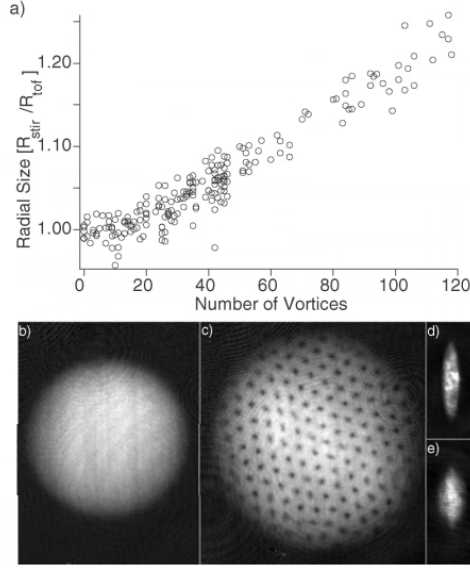 a)
Radial Size [R_stir /R_tof ]
1.20
1.10
1.00
0
20
40
60
80
100
120
Number of Vortices
b)
c)
d)
e)